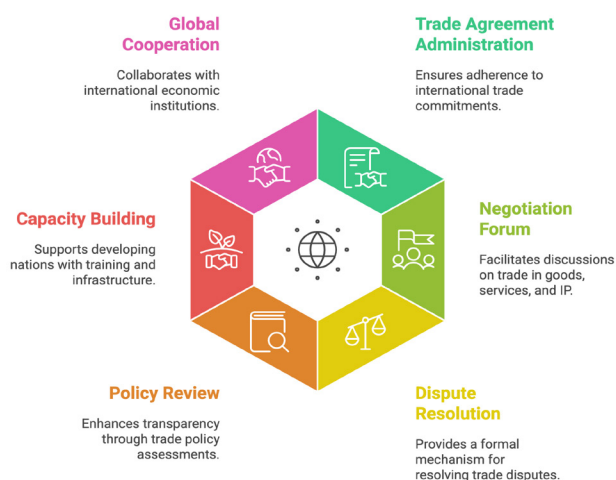 Global
Cooperation
Collaborates with
international economic
institutions.
Trade Agreement
Administration
Ensures adherence to
international trade
commitments.
Capacity Building
Supports developing
nations with training and
infrastructure.
Negotiation
Forum
Facilitates discussions
on trade in goods,
services, and IP.
Policy Review
Enhances transparency
through trade policy
assessments.
Dispute
Resolution
Provides a formal
mechanism for
resolving trade disputes.